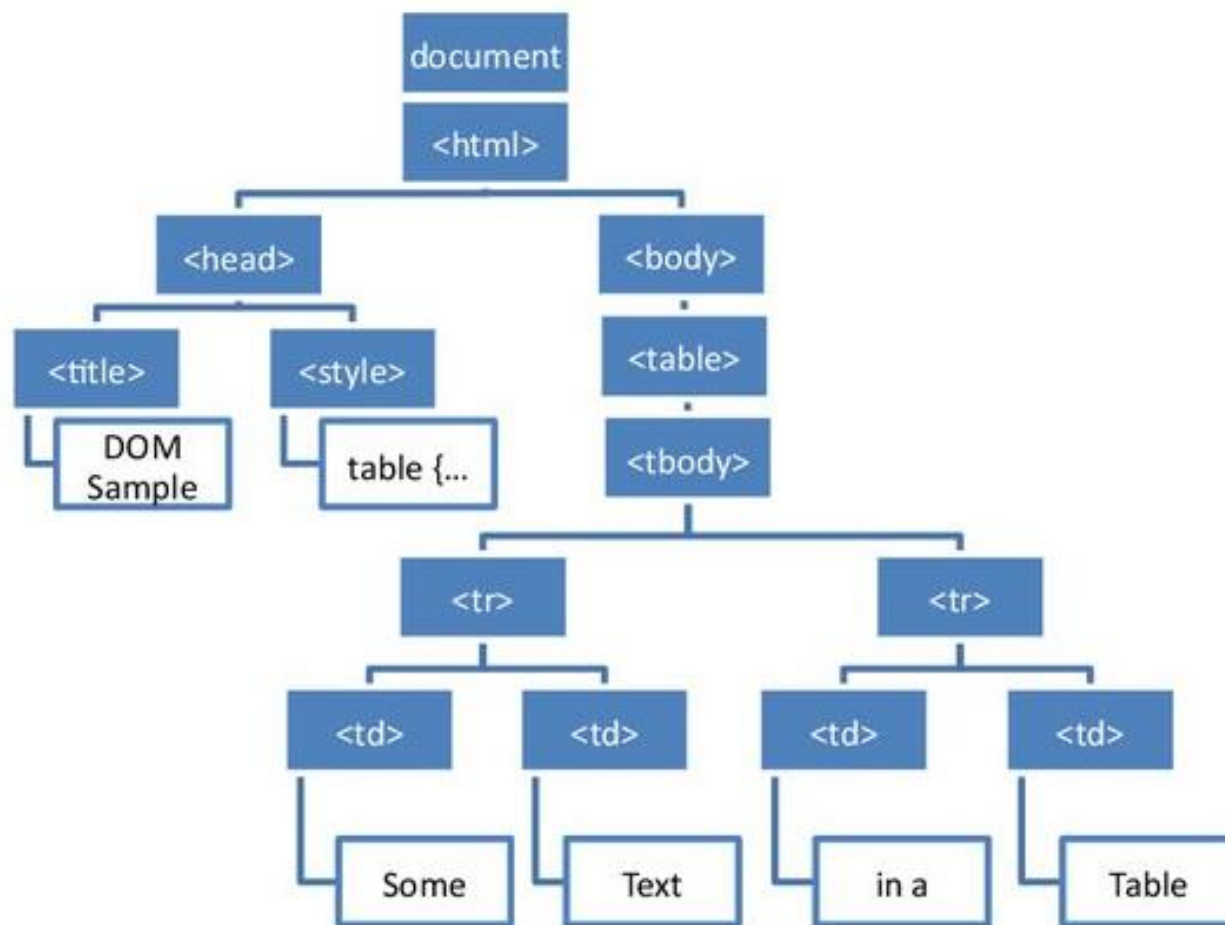 document
<html>
<head>
<body>
<title>
<style>
<table>
DOM
Sample
table {...
<tbody>
<tr>
<tr>
<td>
<td>
<td>
<td>
Some
Text
in a
Table